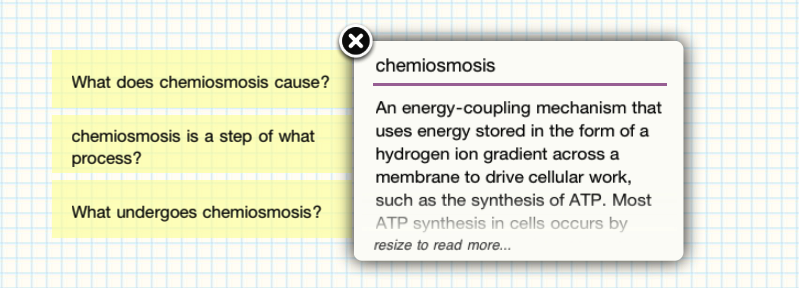 What does chemiosmosis cause?
chemiosmosis is a step of what
process?
What undergoes chemiosmosis?
chemiosmosis
An energy-coupling mechanism that
uses energy stored in the form of a
hydrogen ion gradient across a
membrane to drive cellular work,
such as the synthesis of ATP. Most
ATP synthesis in cells occurs by
resize to read more...